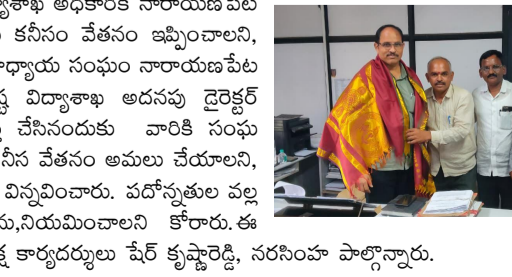 అధికారికి నారాయణపేట
కనీసం వేతనం ఇప్పించాలని,
సంఘం నారాయణపేట
విద్యాశాఖ అదనపు డైరెక్టర్
చేసినందుకు వారికి సంఘ
వేతనం అమలు చేయాలని,
విన్నవించారు. పదోన్నతుల వల్ల
నియమించాలని కోరారు.ఈ
కార్యదర్శులు షేర్ కృష్ణారెడ్డి, నరసింహ పాల్గొన్నారు.